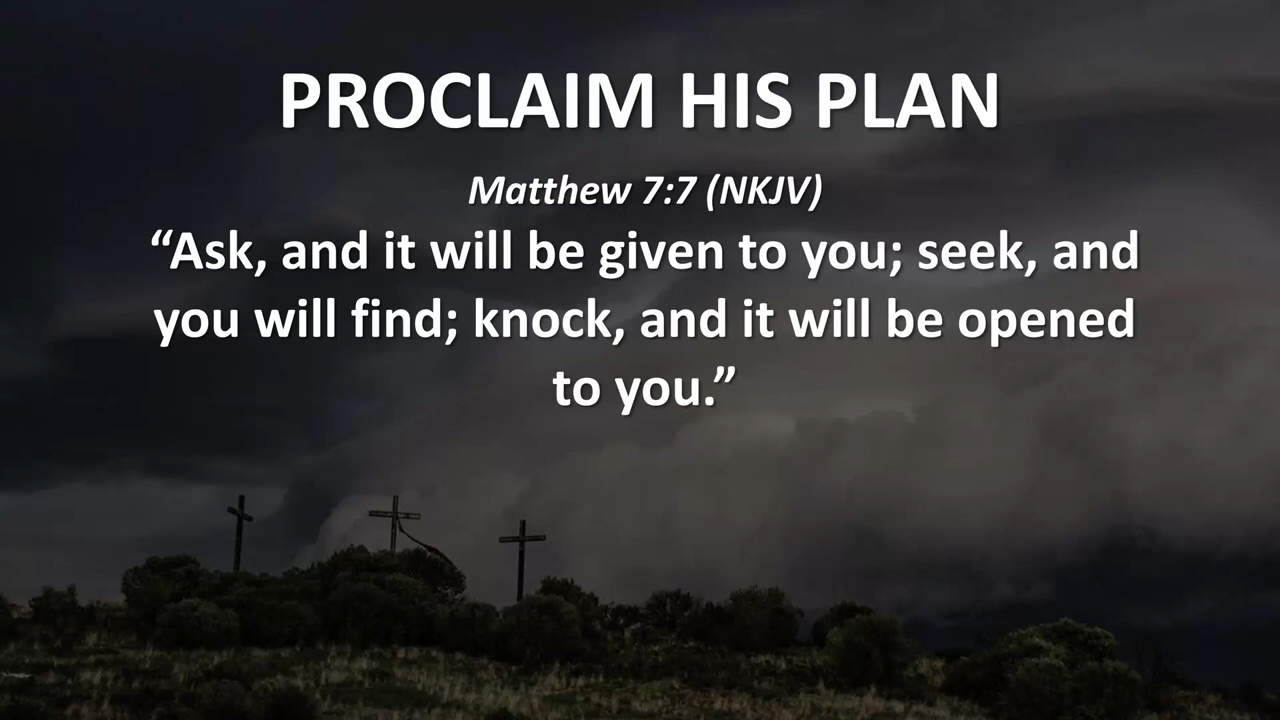 PROCLAIM HIS PLAN
Matthew 7:7 (NKJV)
“Ask, and it will be given to you; seek, and
you will find; knock, and it will be opened
to you.”